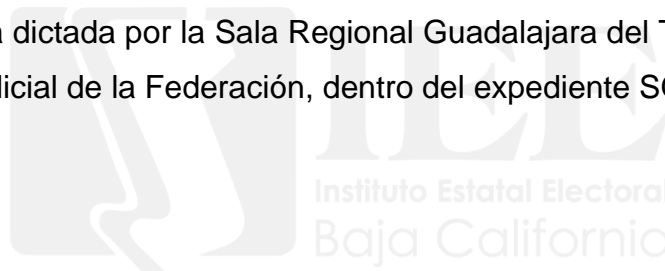 a dictada por la Sala Regional Guadalajara del T
icial de la Federación, dentro del expediente S
IEE
Instituto Estatal Electoral
Baja California